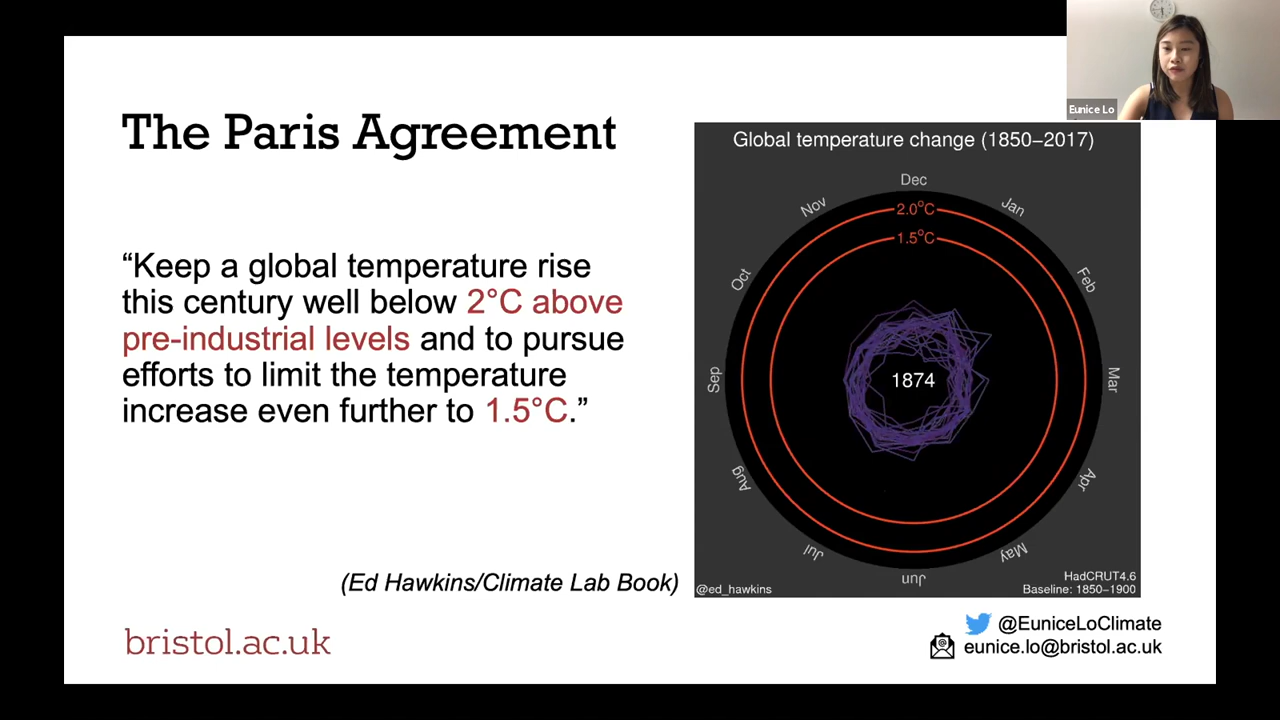 Eunice Lo
The Paris Agreement
“Keep a global temperature rise
this century well below 2°C above
pre-industrial levels and to pursue
efforts to limit the temperature
increase even further to 1.5°C.”
(Ed Hawkins/Climate Lab Book)
Global temperature change (1850–2017)
Dec
Jan
Feb
Mar
Apr
May
Jun
Jul
Aug
Sep
Oct
Nov
2.0°C
1.5°C
1874
@ed_hawkins
HadCRUT4.6
Baseline: 1850–1900
bristol.ac.uk
@EuniceLoClimate
eunice.lo@bristol.ac.uk